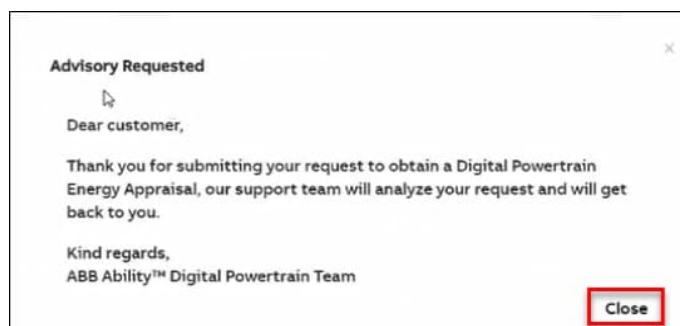 Advisory Requested
Dear customer,
Thank you for submitting your request to obtain a Digital Powertrain
Energy Appraisal, our support team will analyze your request and will get
back to you.
Kind regards,
ABB Ability™ Digital Powertrain Team
Close